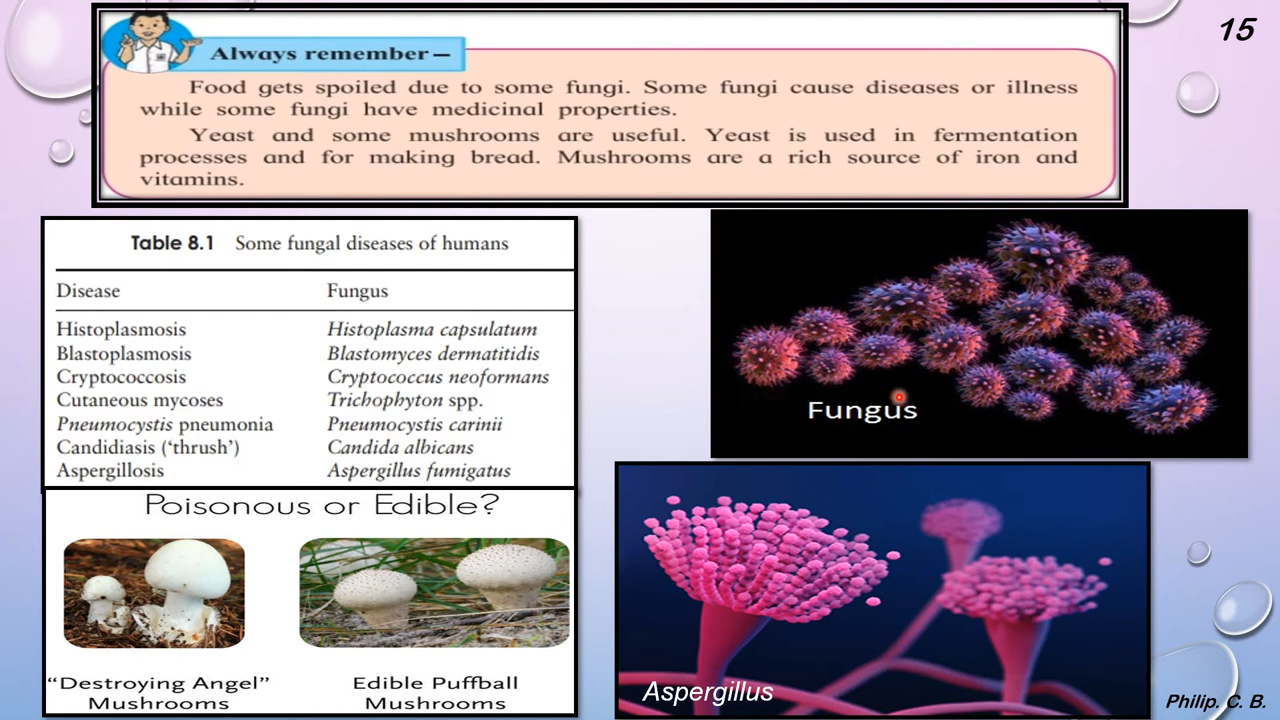 15
Always remember –
Food gets spoiled due to some fungi. Some fungi cause diseases or illness
while some fungi have medicinal properties.
Yeast and some mushrooms are useful. Yeast is used in fermentation
processes and for making bread. Mushrooms are a rich source of iron and
vitamins.
Table 8.1 Some fungal diseases of humans
Disease Fungus
Histoplasmosis Histoplasma capsulatum
Blastoplasmosis Blastomyces dermatitidis
Cryptococcosis Cryptococcus neoformans
Cutaneous mycoses Trichophyton spp.
Pneumocystis pneumonia Pneumocystis carinii
Candidiasis (‘thrush’) Candida albicans
Aspergillosis Aspergillus fumigatus
Fungus
Poisonous or Edible?
“Destroying Angel”
Mushrooms
Edible Puffball
Mushrooms
Aspergillus
Philip. C. B.